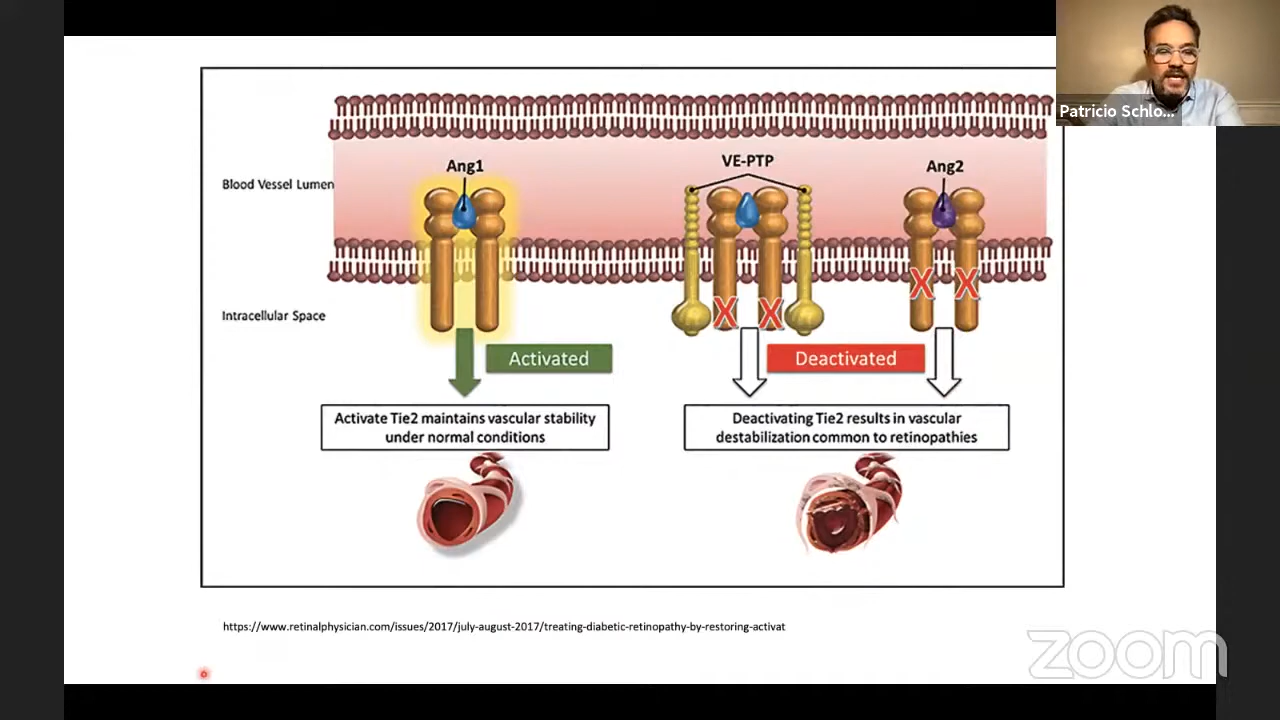 Patricio Schlo...
Ang1
VE-PTP
Ang2
Blood Vessel Lumen
X X
X X
Intracellular Space
Activated
Deactivated
Activate Tie2 maintains vascular stability
under normal conditions
Deactivating Tie2 results in vascular
destabilization common to retinopathies
https://www.retinalphysician.com/issues/2017/july-august-2017/treating-diabetic-retinopathy-by-restoring-activat
zoom